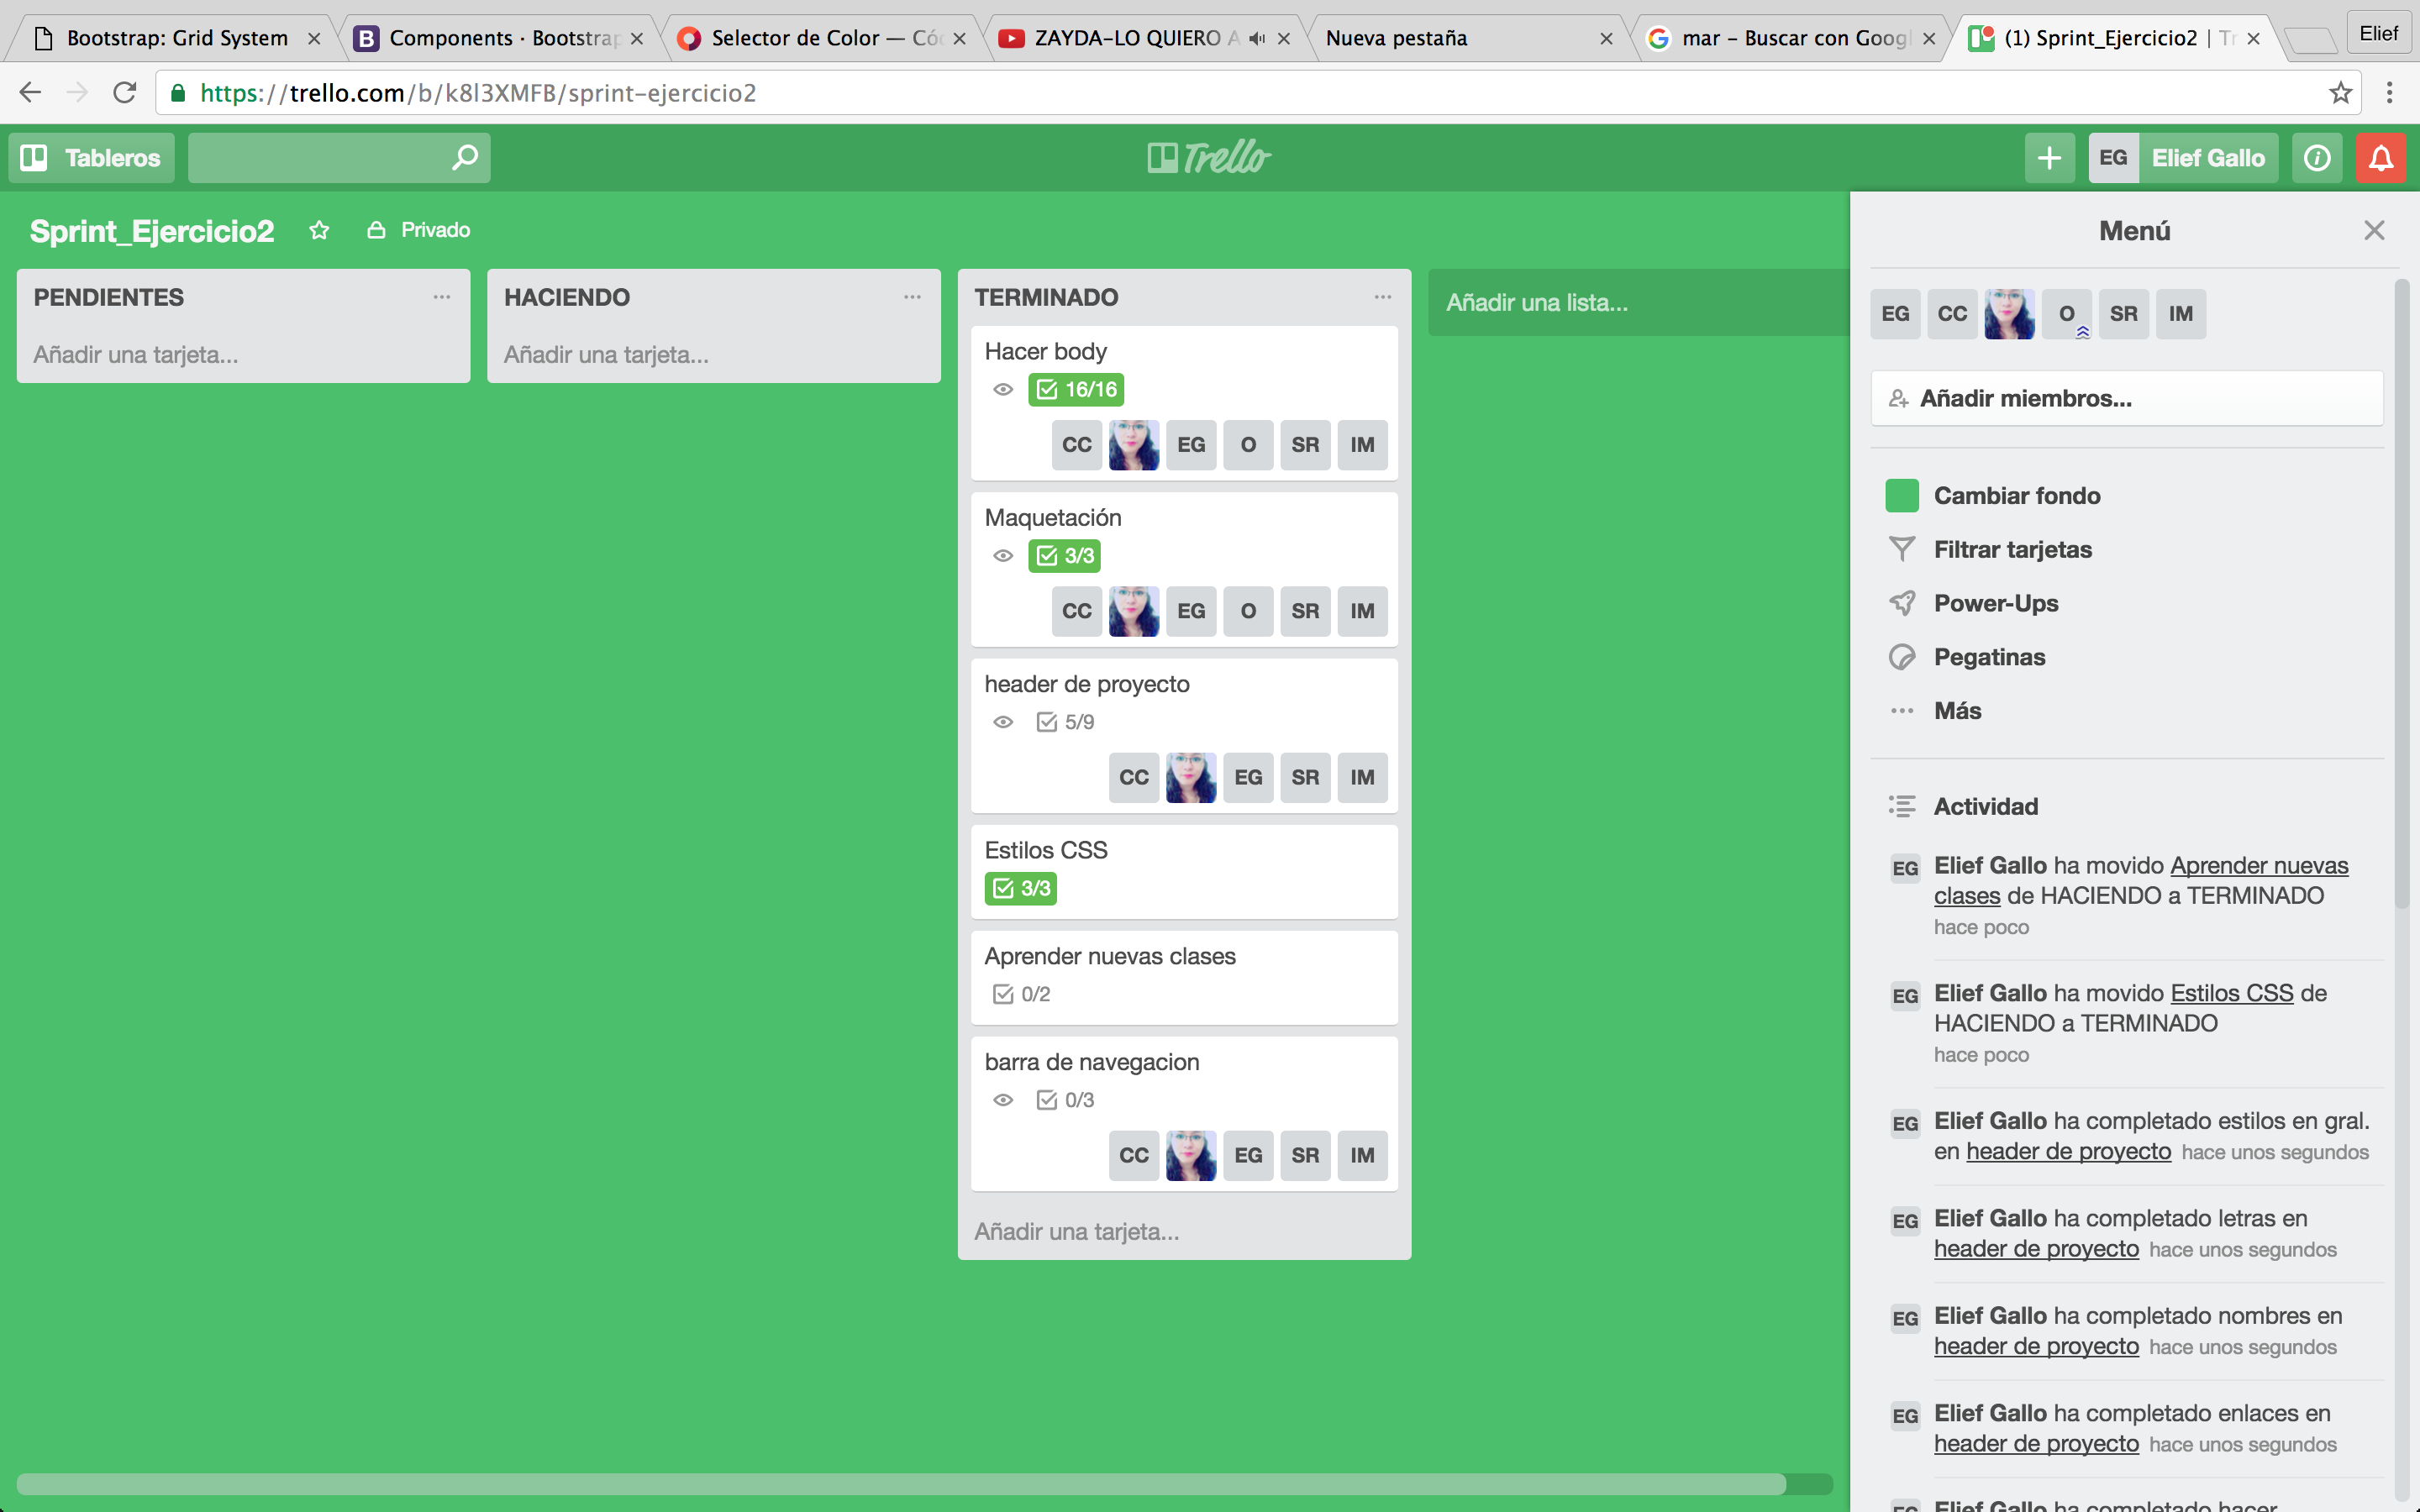 Bootstrap: Grid System
Components · Bootstrap
Selector de Color — Cód
ZAYDA-LO QUIERO A
Nueva pestaña
mar - Buscar con Googl
(1) Sprint_Ejercicio2 | Tr
Elief
https://trello.com/b/k8l3XMFB/sprint-ejercicio2
Tableros
Trello
EG Elief Gallo
Sprint_Ejercicio2
Privado
PENDIENTES
Añadir una tarjeta...
HACIENDO
Añadir una tarjeta...
TERMINADO
Hacer body
16/16
CC EG O SR IM
Maquetación
3/3
CC EG O SR IM
header de proyecto
5/9
CC EG SR IM
Estilos CSS
3/3
Aprender nuevas clases
0/2
barra de navegacion
0/3
CC EG SR IM
Añadir una tarjeta...
Añadir una lista...
Menú
EG CC O SR IM
Añadir miembros...
Cambiar fondo
Filtrar tarjetas
Power-Ups
Pegatinas
Más
Actividad
EG Elief Gallo ha movido Aprender nuevas
clases de HACIENDO a TERMINADO
hace poco
EG Elief Gallo ha movido Estilos CSS de
HACIENDO a TERMINADO
hace poco
EG Elief Gallo ha completado estilos en gral.
en header de proyecto hace unos segundos
EG Elief Gallo ha completado letras en
header de proyecto hace unos segundos
EG Elief Gallo ha completado nombres en
header de proyecto hace unos segundos
EG Elief Gallo ha completado enlaces en
header de proyecto hace unos segundos
EG Elief Gallo ha completado hacer